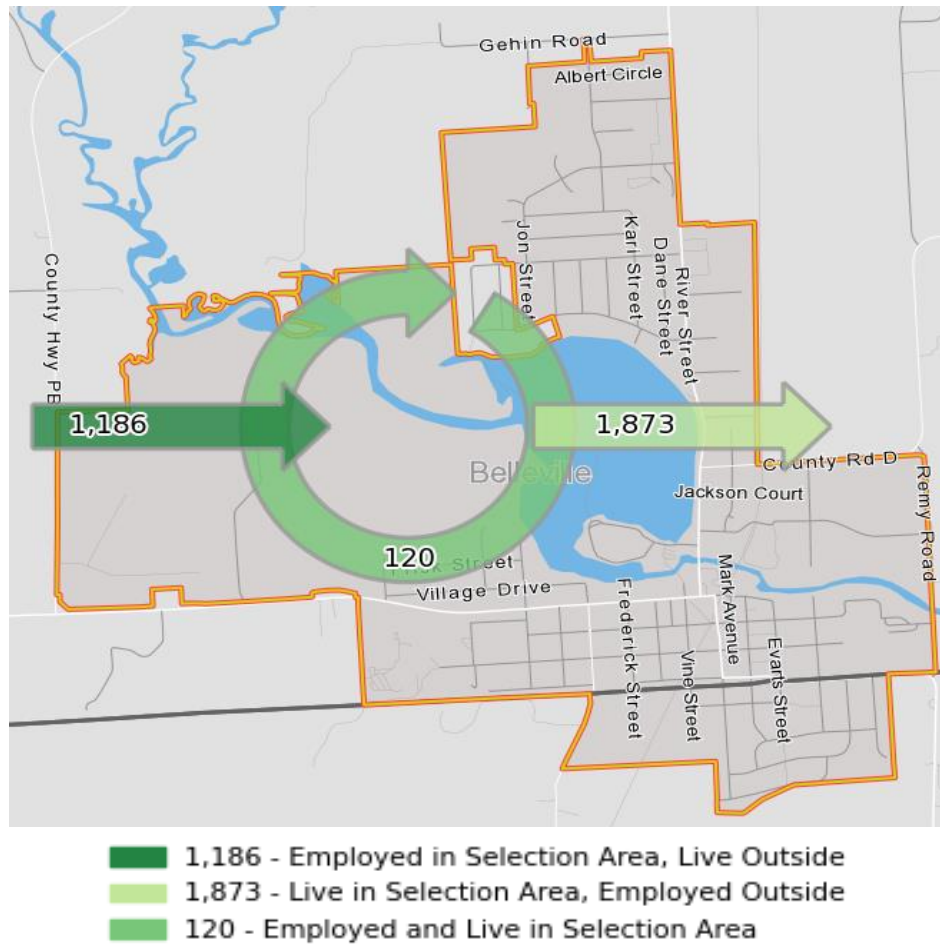 Gehin Road
Albert Circle
Jon Street
Kari Street
Dane Street
River Street
County Hwy PB
1,186
1,873
Belleville
County Rd D
Jackson Court
Remy Road
120
Street
Village Drive
Frederick Street
Mark Avenue
Vine Street
Evarts Street
1,186 - Employed in Selection Area, Live Outside
1,873 - Live in Selection Area, Employed Outside
120 - Employed and Live in Selection Area